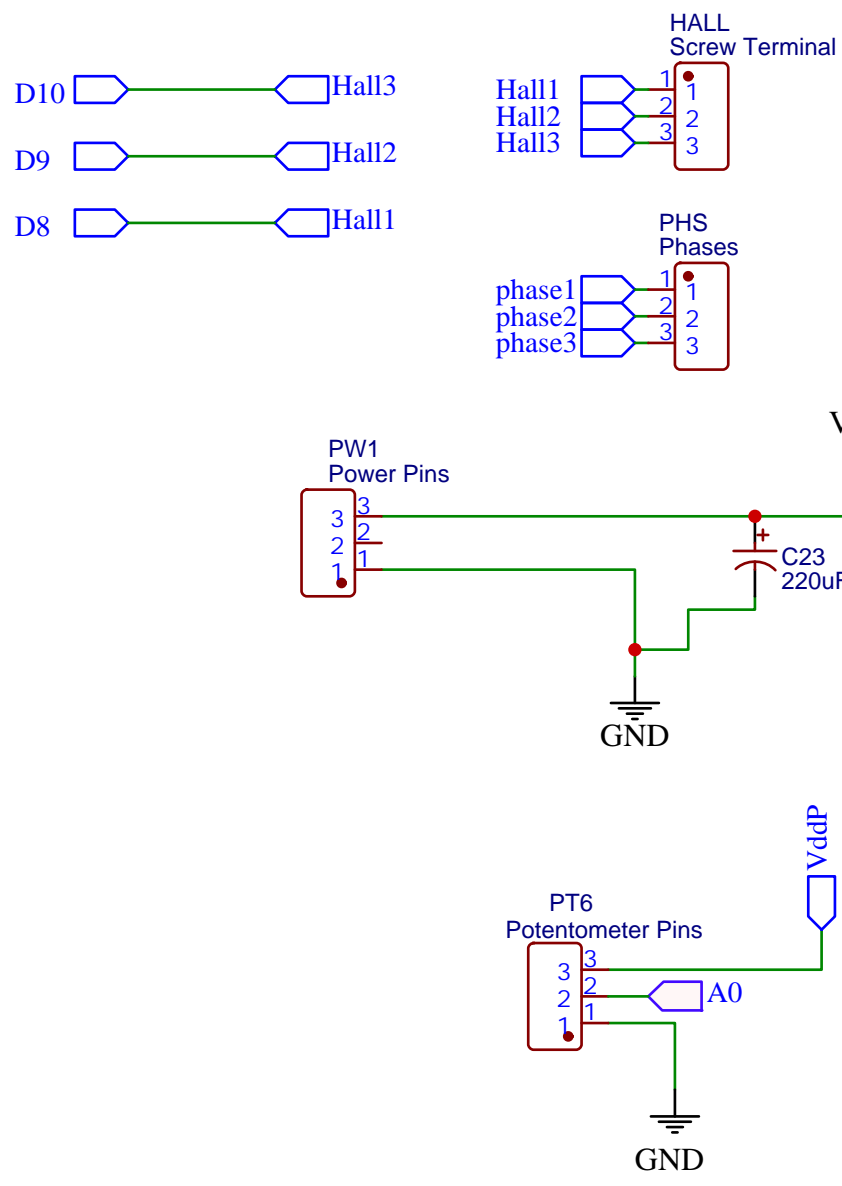 D10
Hall3
D9
Hall2
D8
Hall1
HALL
Screw Terminal
Hall1 1 1
Hall2 2 2
Hall3 3 3
PHS
Phases
phase1 1 1
phase2 2 2
phase3 3 3
V
PW1
Power Pins
3 3
2 2
1 1
+
C23
220uF
GND
VddP
PT6
Potentometer Pins
3 3
2 2
A0
1 1
GND